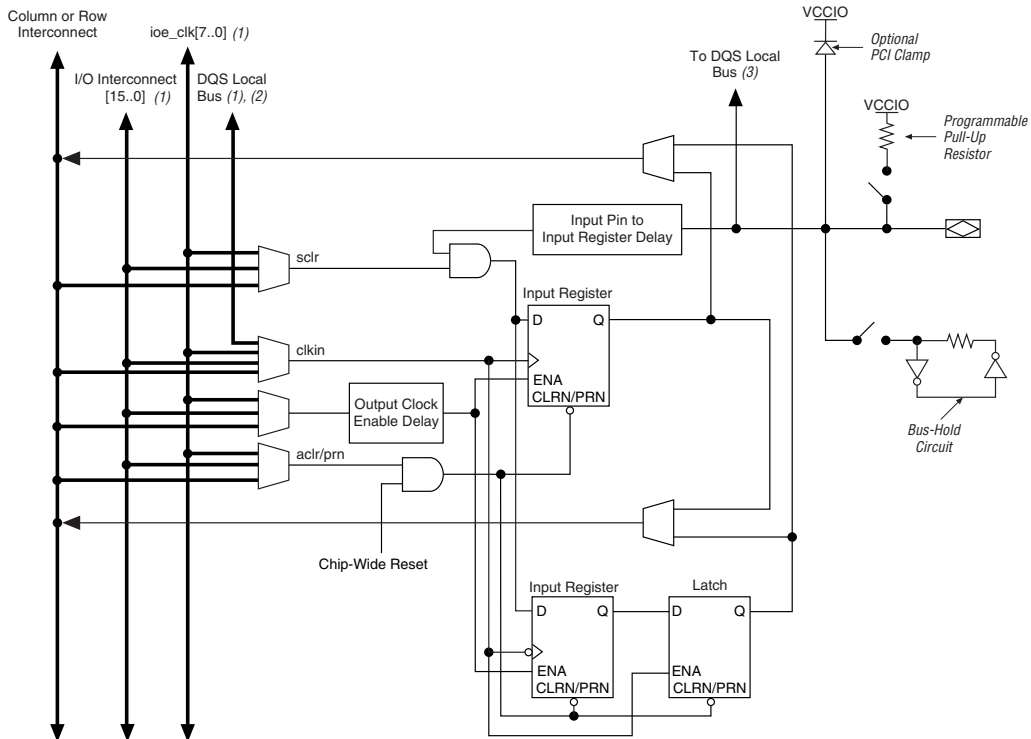 Column or Row
Interconnect
ioe_clk[7..0] (1)
I/O Interconnect
[15..0] (1)
DQS Local
Bus (1), (2)
To DQS Local
Bus (3)
VCCIO
Optional
PCI Clamp
VCCIO
Programmable
Pull-Up
Resistor
Input Pin to
Input Register Delay
sclr
Input Register
D Q
clkin
ENA
CLRN/PRN
Output Clock
Enable Delay
aclr/prn
Bus-Hold
Circuit
Chip-Wide Reset
Input Register
D Q
ENA
CLRN/PRN
Latch
D Q
ENA
CLRN/PRN